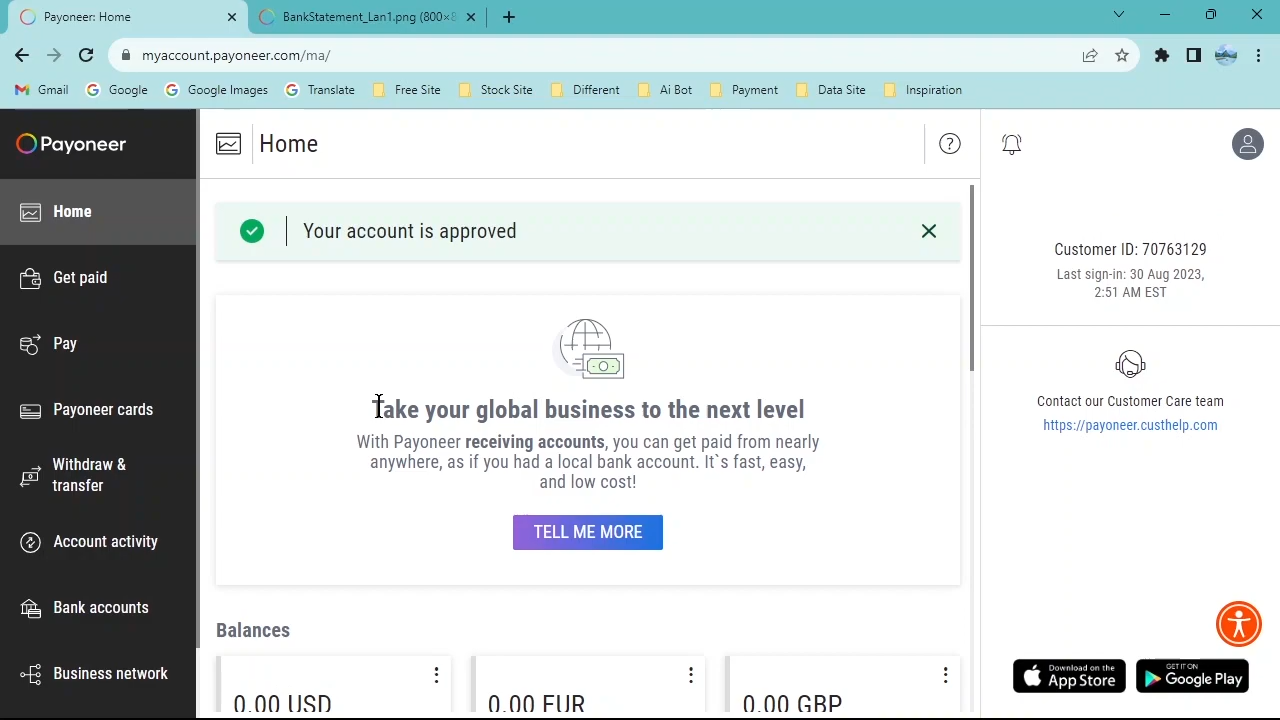 Payoneer: Home
BankStatement_Lan1.png (800×8
myaccount.payoneer.com/ma/
Gmail
Google
Google Images
Translate
Free Site
Stock Site
Different
Ai Bot
Payment
Data Site
Inspiration
Payoneer
Home
Get paid
Pay
Payoneer cards
Withdraw &
transfer
Account activity
Bank accounts
Business network
Home
Your account is approved
Take your global business to the next level
With Payoneer receiving accounts, you can get paid from nearly
anywhere, as if you had a local bank account. It`s fast, easy,
and low cost!
TELL ME MORE
Balances
0.00 USD
0.00 EUR
0.00 GBP
Customer ID: 70763129
Last sign-in: 30 Aug 2023,
2:51 AM EST
Contact our Customer Care team
https://payoneer.custhelp.com
Download on the
App Store
GET IT ON
Google Play